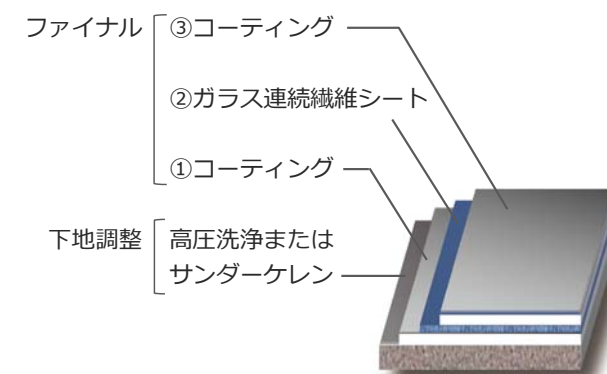 ファイナル
③コーティング
②ガラス連続繊維シート
①コーティング
下地調整
高圧洗浄または
サンダーケレン